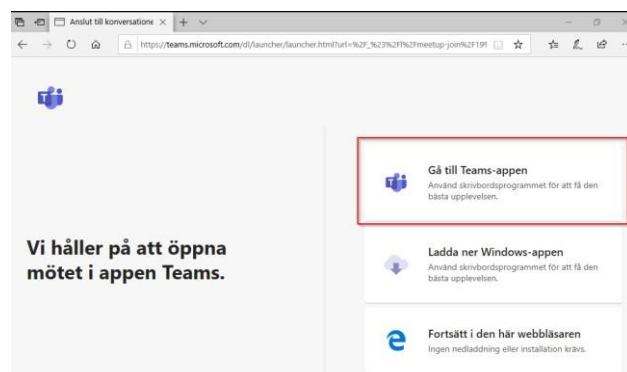 Anslut till konversatione
https://teams.microsoft.com/dl/launcher/launcher.html?url=%2F_%23%2Fl%2Fmeetup-join%2F19%
Vi håller på att öppna
mötet i appen Teams.
Gå till Teams-appen
Använd skrivbordsprogrammet för att få den
bästa upplevelsen.
Ladda ner Windows-appen
Använd skrivbordsprogrammet för att få den
bästa upplevelsen.
Fortsätt i den här webbläsaren
Ingen nedladdning eller installation krävs.